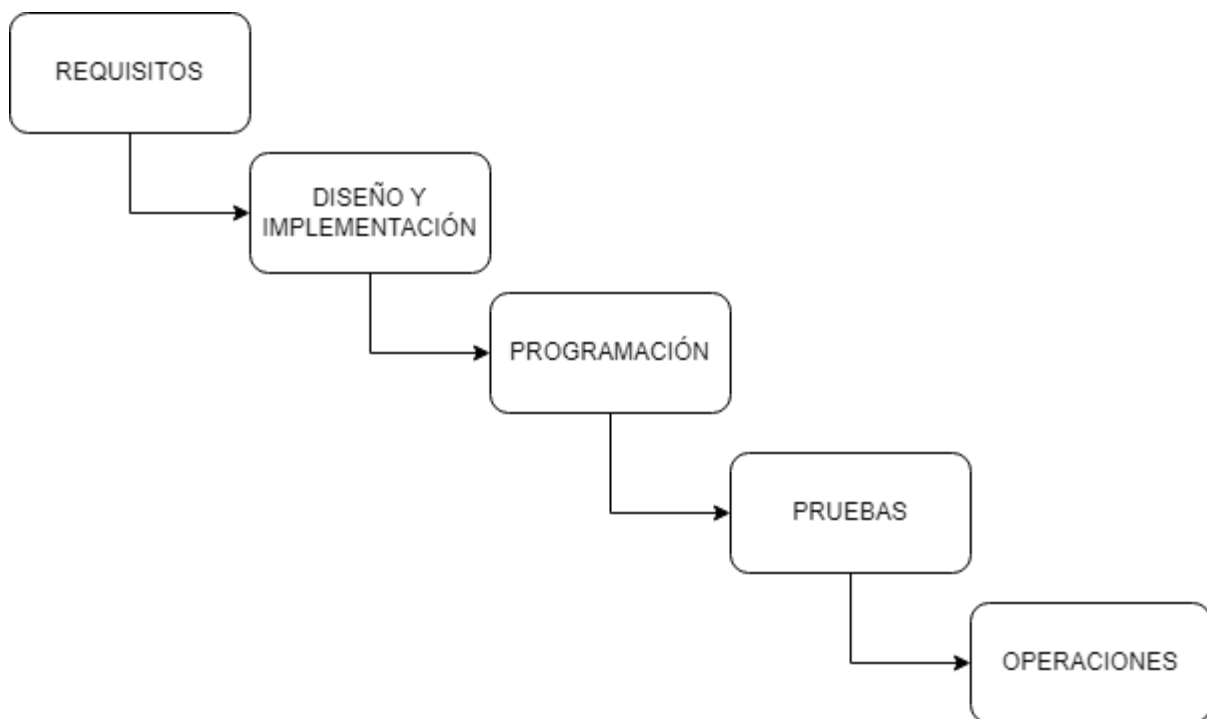 REQUISITOS
DISEÑO Y
IMPLEMENTACIÓN
PROGRAMACIÓN
PRUEBAS
OPERACIONES